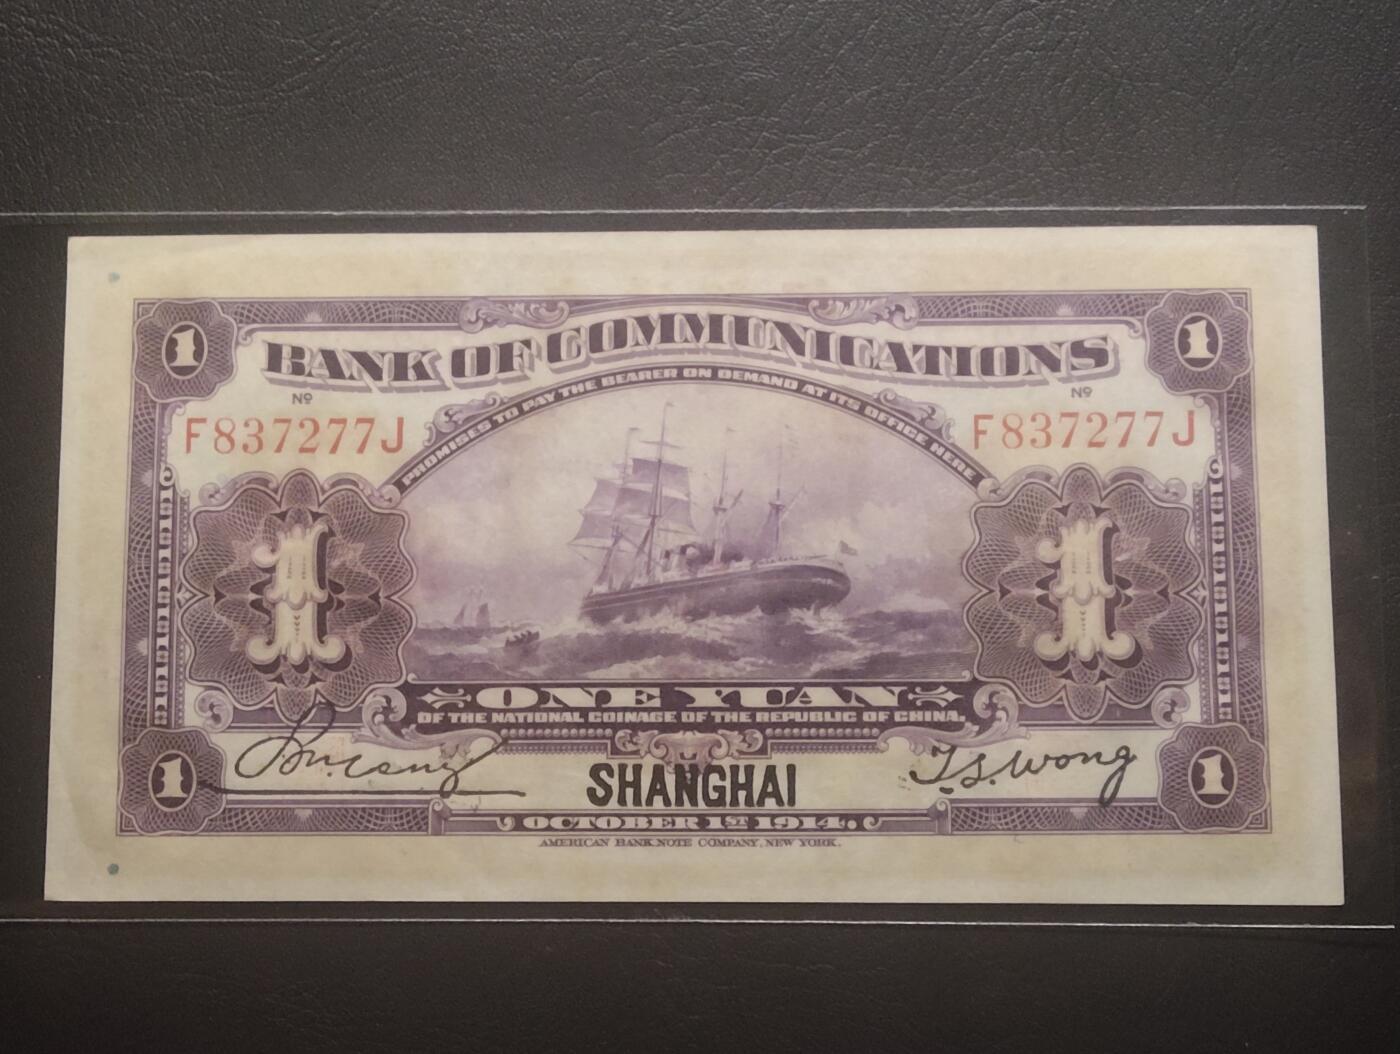 1 1
BANK OF COMMUNICATIONS
Nº Nº
PROMISES TO PAY THE BEARER ON DEMAND AT ITS OFFICE HERE
F837277J F837277J
1 1
ONE YUAN
OF THE NATIONAL COINAGE OF THE REPUBLIC OF CHINA.
T.S. Wong
1 SHANGHAI 1
OCTOBER 1ST 1914.
AMERICAN BANK NOTE COMPANY, NEW YORK.